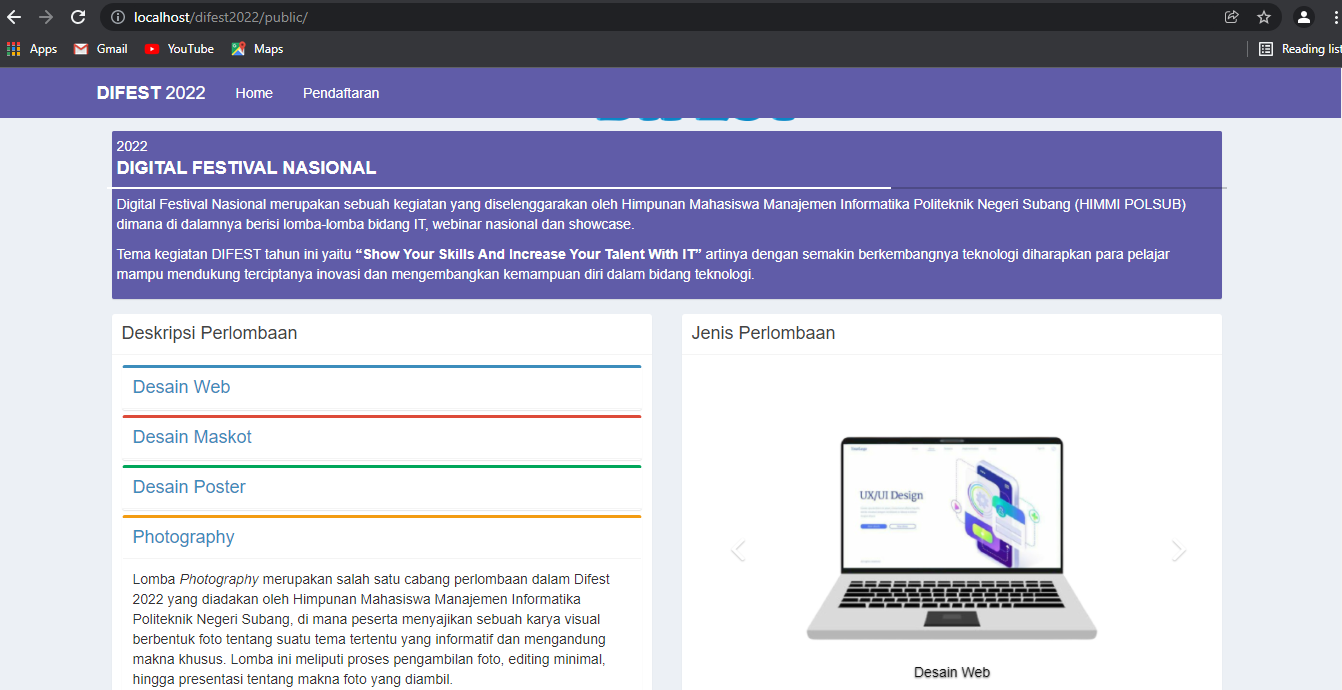 localhost/difest2022/public/
Apps
Gmail
YouTube
Maps
Reading list
DIFEST 2022
Home
Pendaftaran
2022
DIGITAL FESTIVAL NASIONAL
Digital Festival Nasional merupakan sebuah kegiatan yang diselenggarakan oleh Himpunan Mahasiswa Manajemen Informatika Politeknik Negeri Subang (HIMMI POLSUB)
dimana di dalamnya berisi lomba-lomba bidang IT, webinar nasional dan showcase.
Tema kegiatan DIFEST tahun ini yaitu “Show Your Skills And Increase Your Talent With IT” artinya dengan semakin berkembangnya teknologi diharapkan para pelajar
mampu mendukung terciptanya inovasi dan mengembangkan kemampuan diri dalam bidang teknologi.
Deskripsi Perlombaan
Desain Web
Desain Maskot
Desain Poster
Photography
Lomba Photography merupakan salah satu cabang perlombaan dalam Difest
2022 yang diadakan oleh Himpunan Mahasiswa Manajemen Informatika
Politeknik Negeri Subang, di mana peserta menyajikan sebuah karya visual
berbentuk foto tentang suatu tema tertentu yang informatif dan mengandung
makna khusus. Lomba ini meliputi proses pengambilan foto, editing minimal,
hingga presentasi tentang makna foto yang diambil.
Jenis Perlombaan
UX/UI Design
Desain Web